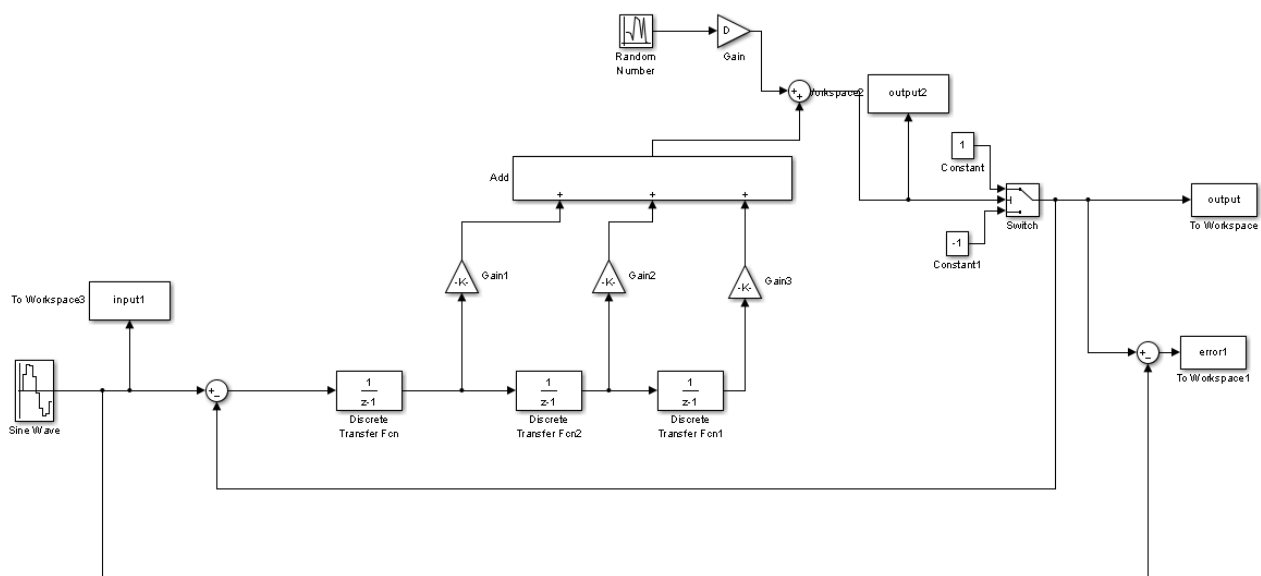 D
Random
Number
Gain
+
+
Workspace2
output2
1
Constant
Add
+
+
+
output
To Workspace
Switch
-1
Constant1
-K-
Gain1
-K-
Gain2
-K-
Gain3
To Workspace3
input1
+
-
error1
To Workspace1
+
-
1
z-1
1
z-1
1
z-1
Sine Wave
Discrete
Transfer Fcn
Discrete
Transfer Fcn2
Discrete
Transfer Fcn1